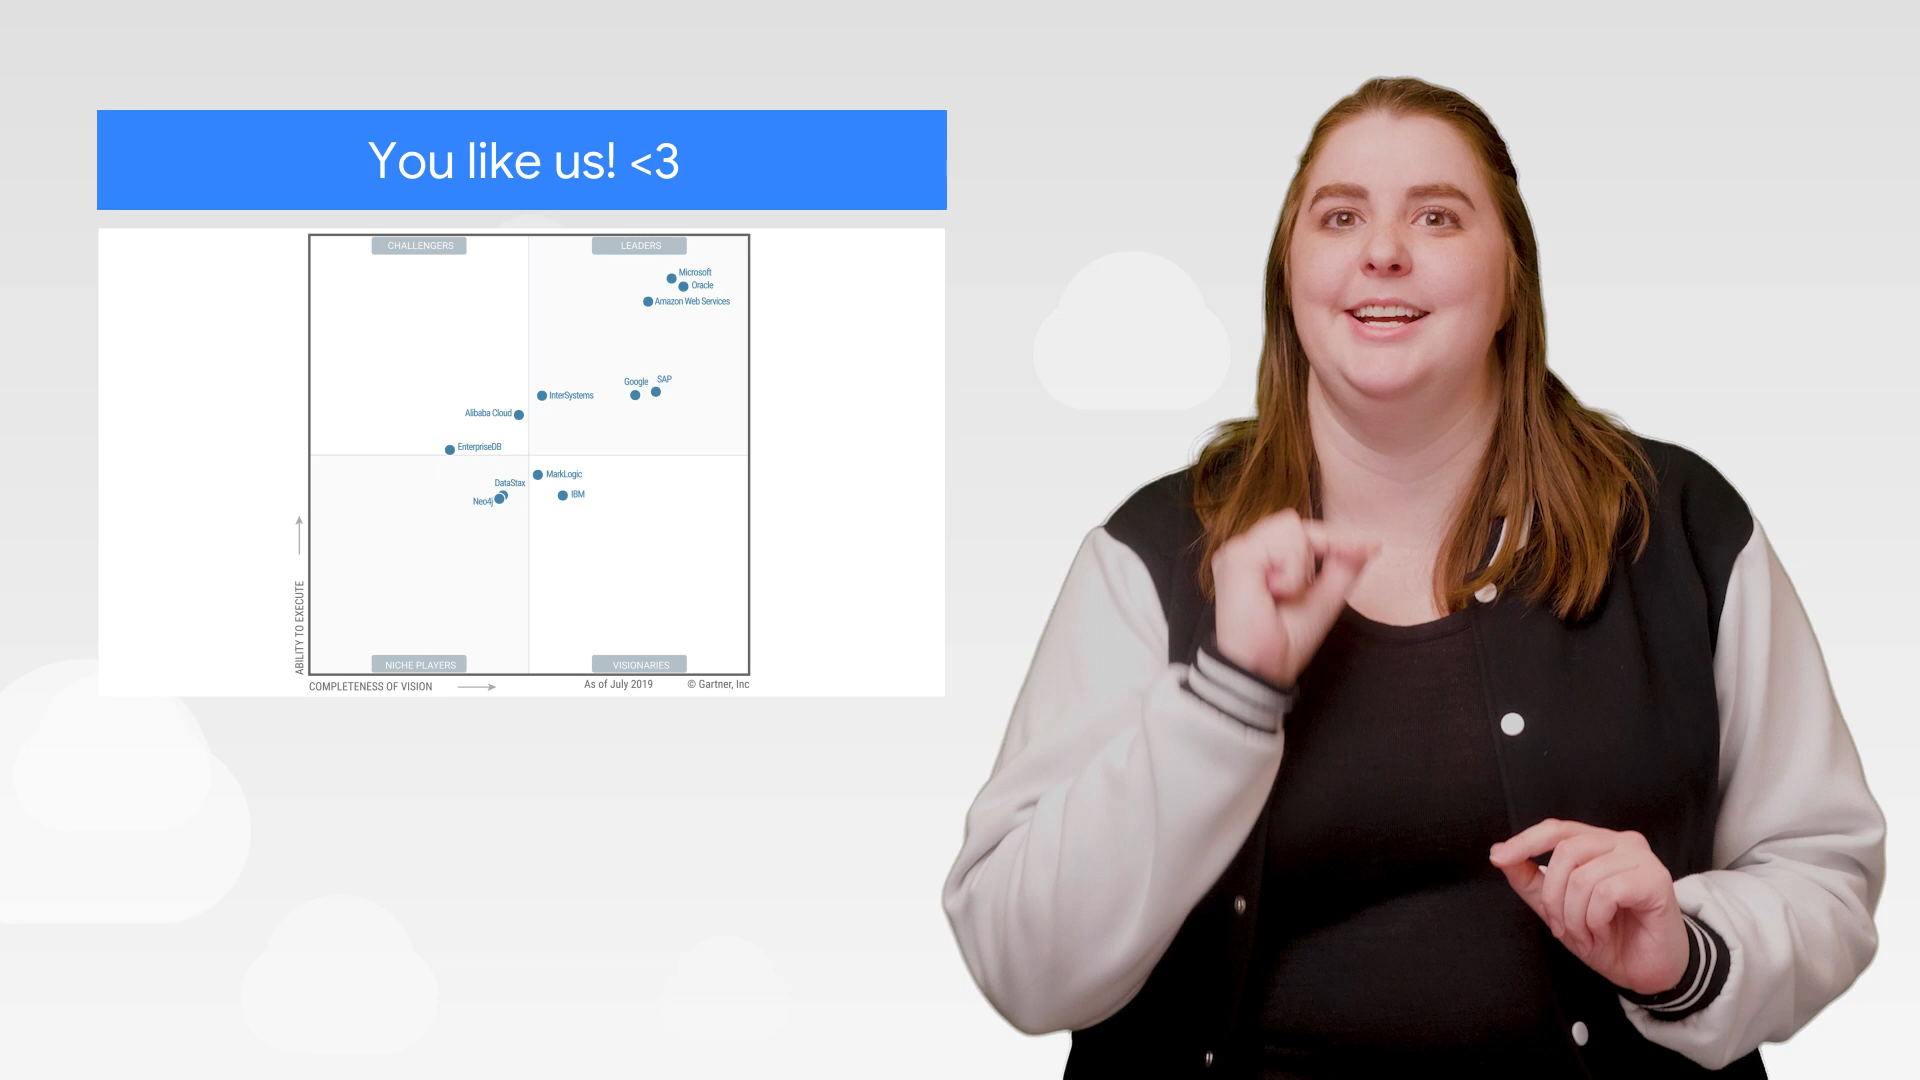 You like us! <3
CHALLENGERS
LEADERS
Microsoft
Oracle
Amazon Web Services
Google
SAP
InterSystems
Alibaba Cloud
EnterpriseDB
MarkLogic
DataStax
IBM
Neo4j
ABILITY TO EXECUTE
NICHE PLAYERS
VISIONARIES
COMPLETENESS OF VISION
As of July 2019
© Gartner, Inc